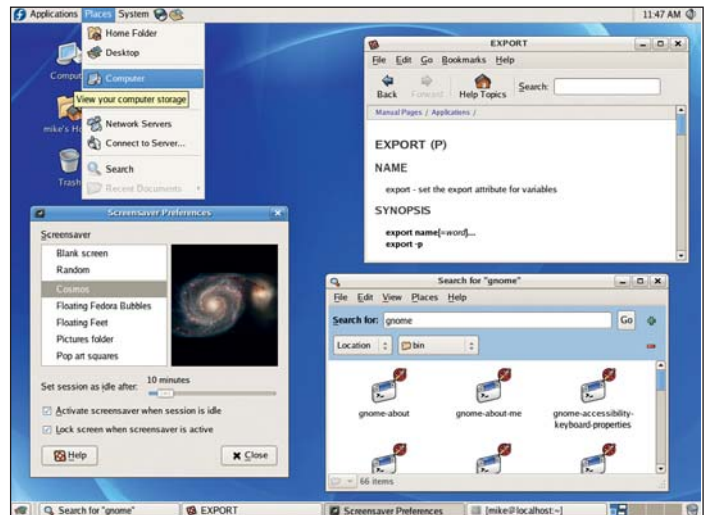 Applications Places System
11:47 AM
Home Folder
Desktop
Computer
View your computer storage
Network Servers
Connect to Server...
Search
Recent Documents
Comput
mike's Ho
Trash
EXPORT
File Edit Go Bookmarks Help
Back Forward Help Topics Search:
Manual Pages / Applications /
EXPORT (P)
NAME
export - set the export attribute for variables
SYNOPSIS
export name[=word]...
export -p
Screensaver Preferences
Screensaver
Blank screen
Random
Cosmos
Floating Fedora Bubbles
Floating Feet
Pictures folder
Pop art squares
Set session as idle after: 10 minutes
Activate screensaver when session is idle
Lock screen when screensaver is active
Help Close
Search for "gnome"
File Edit View Places Help
Search for: gnome Go
Location bin
gnome-about gnome-about-me gnome-accessibility-
keyboard-properties
66 items
Search for "gnome" EXPORT Screensaver Preferences [mike@localhost:~]